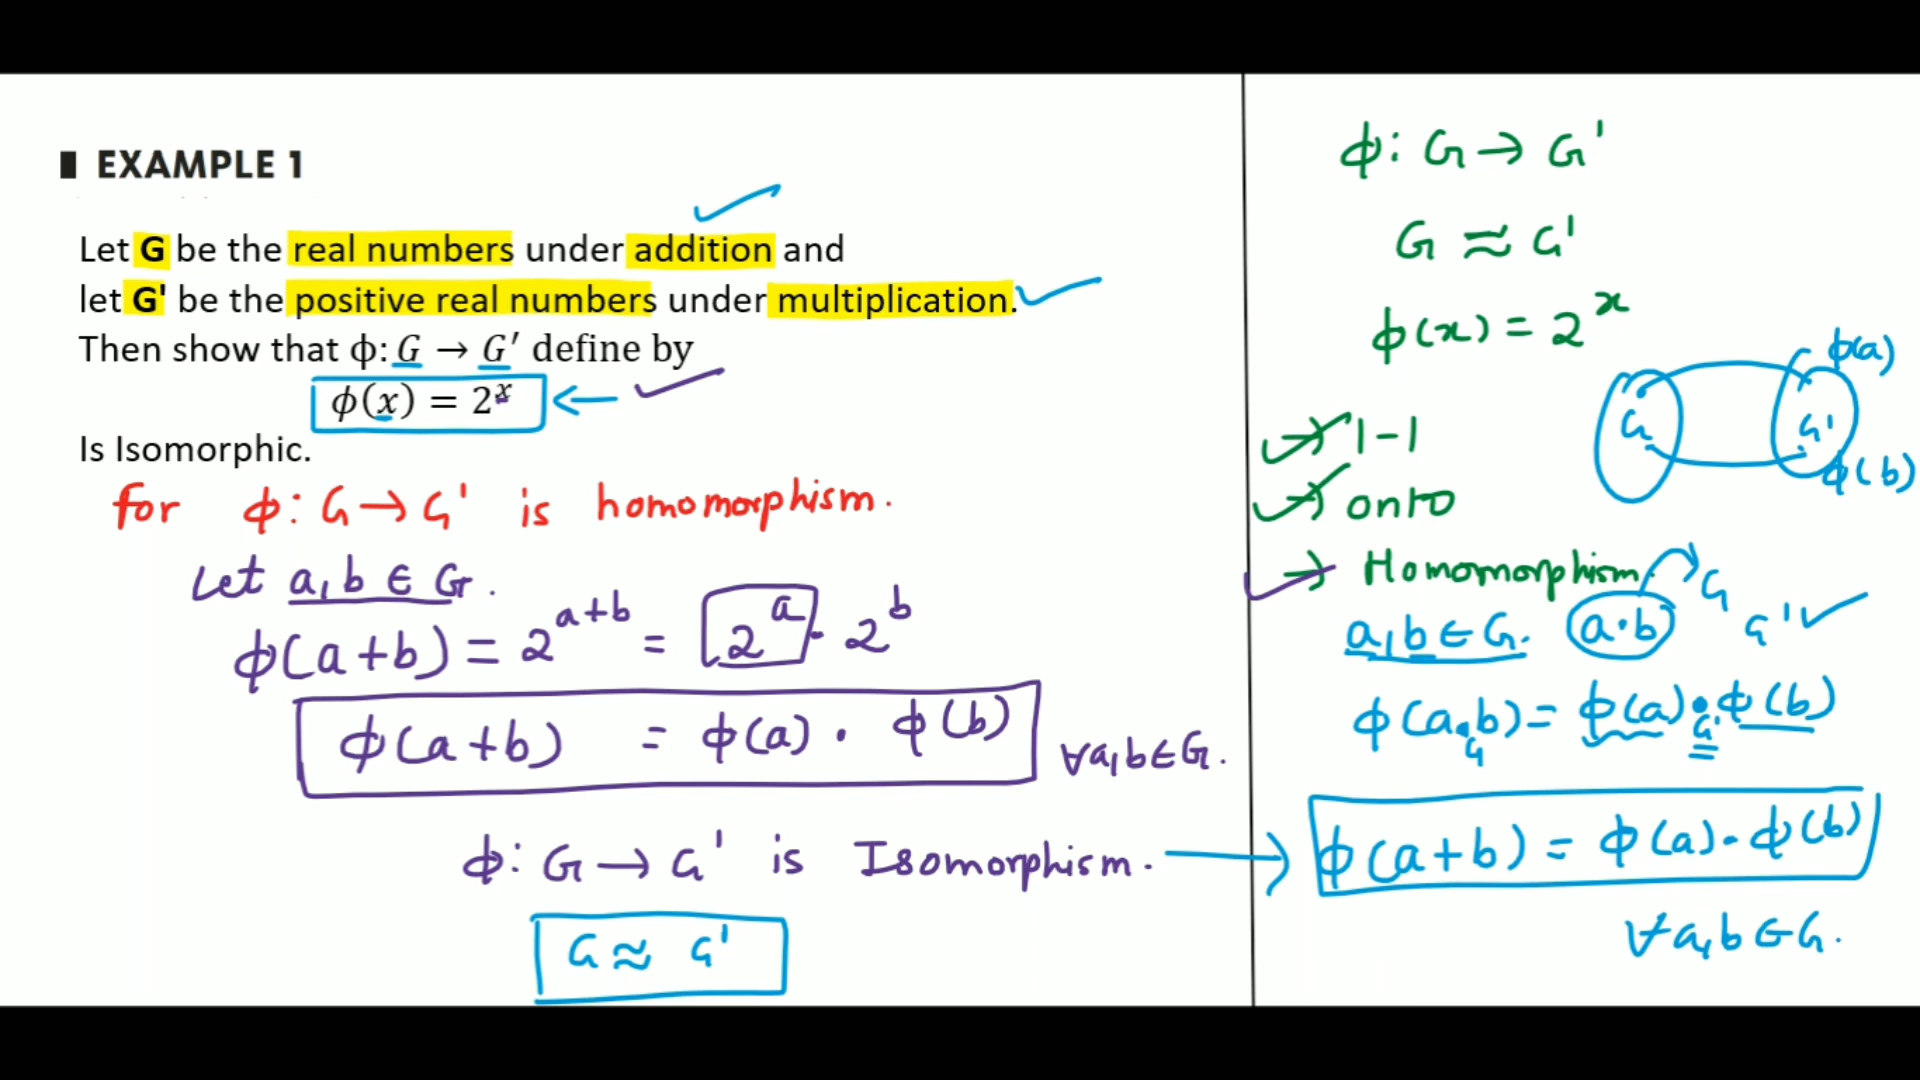 EXAMPLE 1
Let G be the real numbers under addition and
let G' be the positive real numbers under multiplication.
Then show that ϕ: G → G′ define by
ϕ(x) = 2^x
Is Isomorphic.
for ϕ: G → G' is homomorphism.
Let a, b ∈ G.
ϕ(a+b) = 2^{a+b} = 2^a · 2^b
ϕ(a+b) = ϕ(a) · ϕ(b) ∀ a, b ∈ G.
ϕ: G → G' is Isomorphism.
G ≈ G'
ϕ: G → G'
G ≈ G'
ϕ(x) = 2^x
G G' ϕ(a) ϕ(b)
→ 1-1
→ onto
→ Homomorphism.
a, b ∈ G. a·b G G'
ϕ(a ·_G b) = ϕ(a) ·_{G'} ϕ(b)
ϕ(a+b) = ϕ(a) · ϕ(b)
∀ a, b ∈ G.